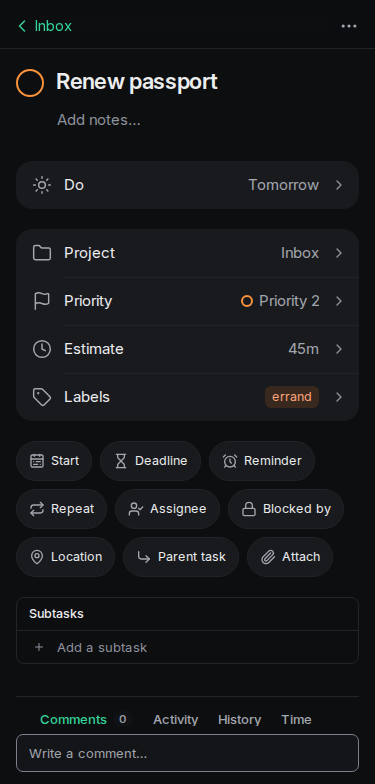 Inbox
Renew passport
Add notes...
Do Tomorrow
Project Inbox
Priority Priority 2
Estimate 45m
Labels errand
Start Deadline Reminder
Repeat Assignee Blocked by
Location Parent task Attach
Subtasks
+ Add a subtask
Comments 0 Activity History Time
Write a comment...